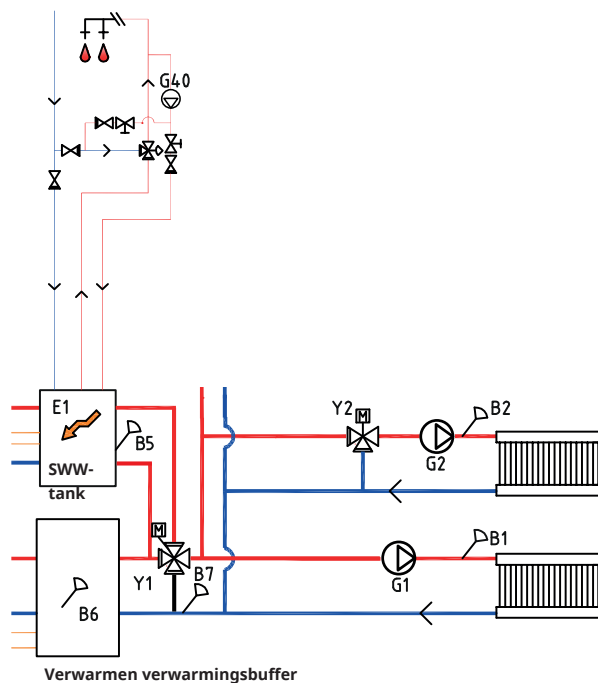 G40
E1
B5
SWW-
tank
Y2
M
B2
G2
M
Y1
B7
B1
G1
B6
Verwarmen verwarmingsbuffer